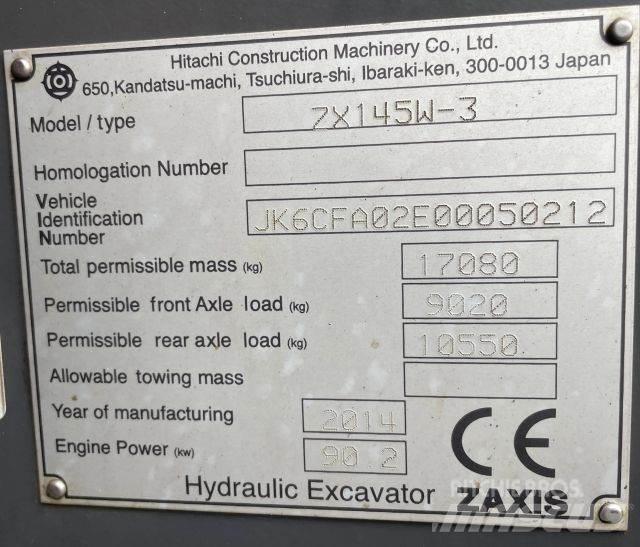 Hitachi Construction Machinery Co., Ltd.
650,Kandatsu-machi, Tsuchiura-shi, Ibaraki-ken, 300-0013 Japan
Model / type ZX145W-3
Homologation Number
Vehicle
Identification JK6CFA02E00050212
Number
Total permissible mass (kg) 17080
Permissible front Axle load (kg) 9020
Permissible rear axle load (kg) 10550
Allowable towing mass
Year of manufacturing 2014
Engine Power (kw) 90.2
CE
Hydraulic Excavator ZAXIS
RITCHIE BROS.
MASCUS